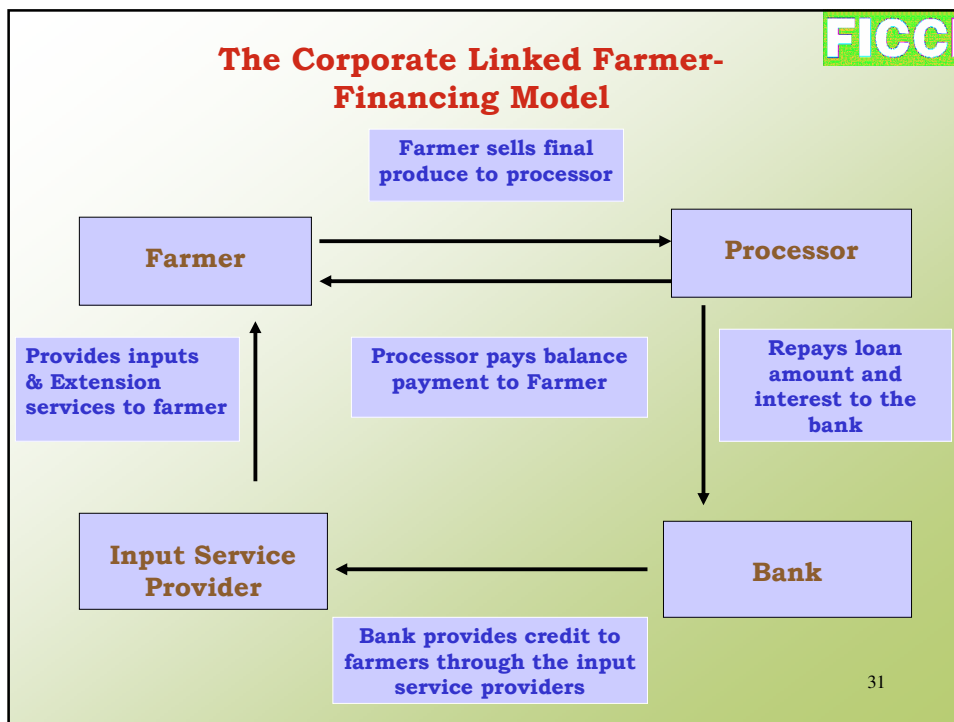 FICCI
The Corporate Linked Farmer-
Financing Model
Farmer sells final
produce to processor
Farmer
Processor
Provides inputs
& Extension
services to farmer
Processor pays balance
payment to Farmer
Repays loan
amount and
interest to the
bank
Input Service
Provider
Bank
Bank provides credit to
farmers through the input
service providers
31